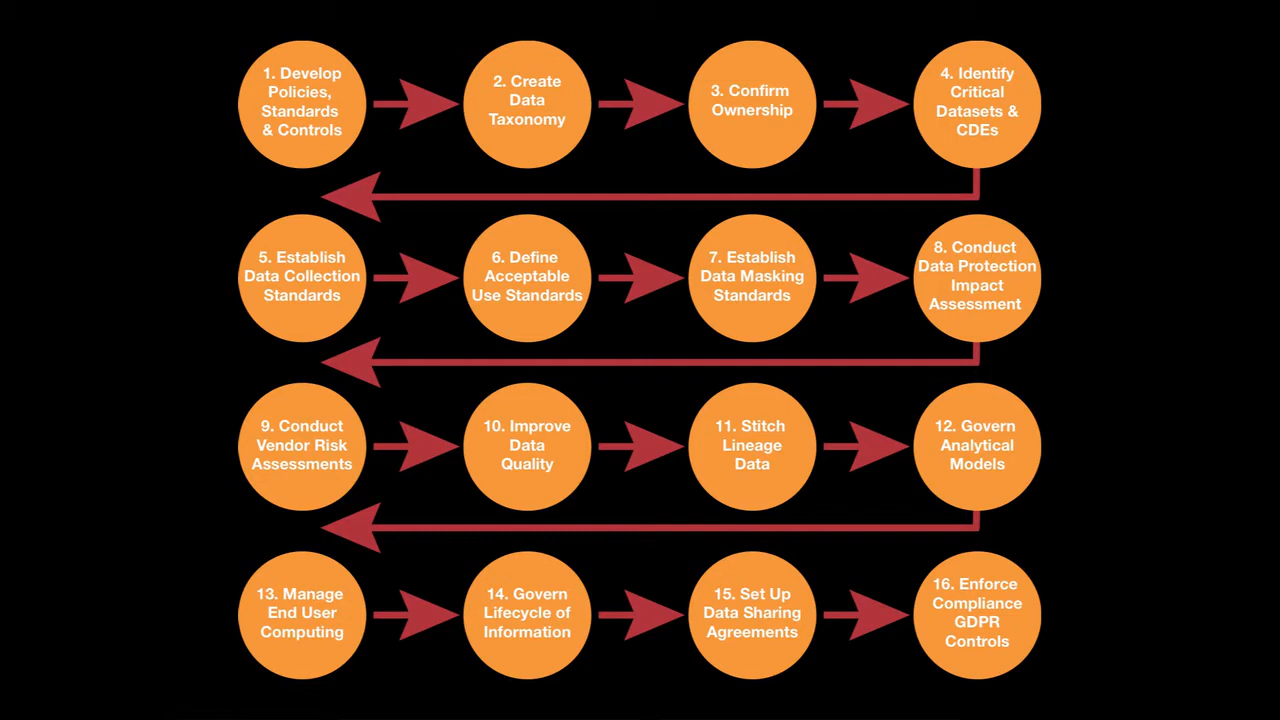 1. Develop
Policies,
Standards
& Controls
2. Create
Data
Taxonomy
3. Confirm
Ownership
4. Identify
Critical
Datasets &
CDEs
5. Establish
Data Collection
Standards
6. Define
Acceptable
Use Standards
7. Establish
Data Masking
Standards
8. Conduct
Data Protection
Impact
Assessment
9. Conduct
Vendor Risk
Assessments
10. Improve
Data
Quality
11. Stitch
Lineage
Data
12. Govern
Analytical
Models
13. Manage
End User
Computing
14. Govern
Lifecycle of
Information
15. Set Up
Data Sharing
Agreements
16. Enforce
Compliance
GDPR
Controls